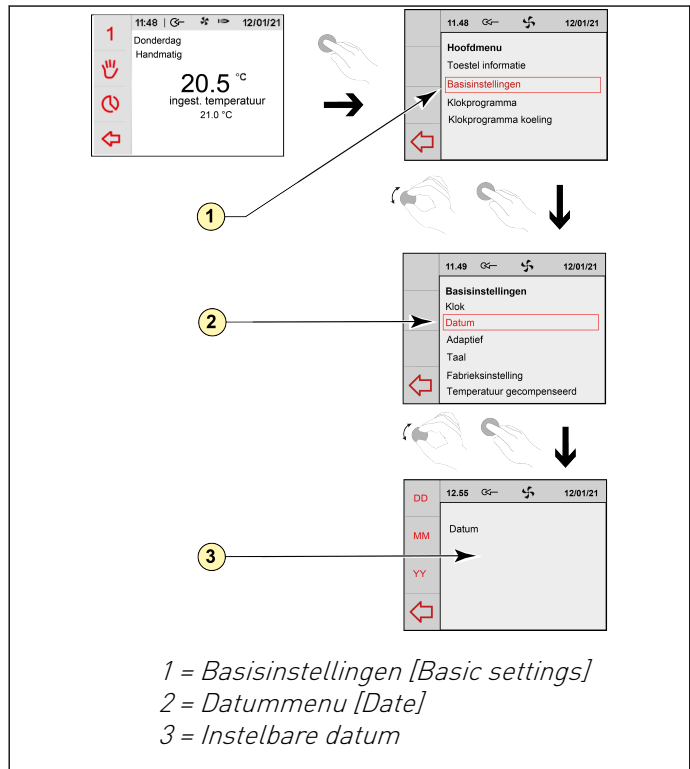 11:48 12/01/21
1
Donderdag
Handmatig
20.5 °C
ingest. temperatuur
21.0 °C
11.48 12/01/21
Hoofdmenu
Toestel informatie
Basisinstellingen
Klokprogramma
Klokprogramma koeling
1
11.49 12/01/21
Basisinstellingen
Klok
Datum
Adaptief
Taal
Fabrieksinstelling
Temperatuur gecompenseerd
2
12.55 12/01/21
DD
MM
YY
Datum
3
1 = Basisinstellingen [Basic settings]
2 = Datummenu [Date]
3 = Instelbare datum